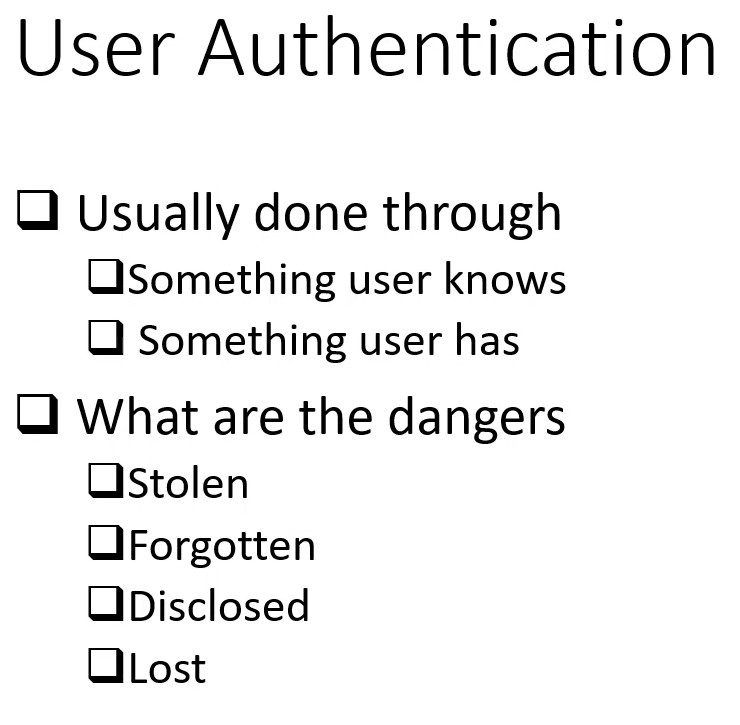 User Authentication
❑ Usually done through
❑Something user knows
❑ Something user has
❑ What are the dangers
❑Stolen
❑Forgotten
❑Disclosed
❑Lost